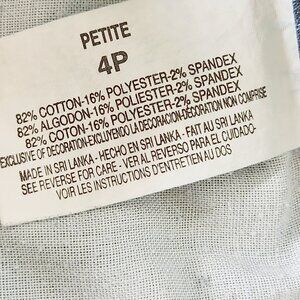 PETITE
4P
82% COTTON-16% POLYESTER-2% SPANDEX
82% ALGODON-16% POLIESTER-2% SPANDEX
82% COTON-16% POLYESTER-2% SPANDEX
EXCLUSIVE OF DECORATION-EXCLUYENDO LA DECORACION-DÉCORATION NON COMPRISE
MADE IN SRI LANKA - HECHO EN SRI LANKA - FAIT AU SRI LANKA
SEE REVERSE FOR CARE - VER AL REVERSO PARA EL CUIDADO-
VOIR LES INSTRUCTIONS D'ENTRETIEN AU DOS